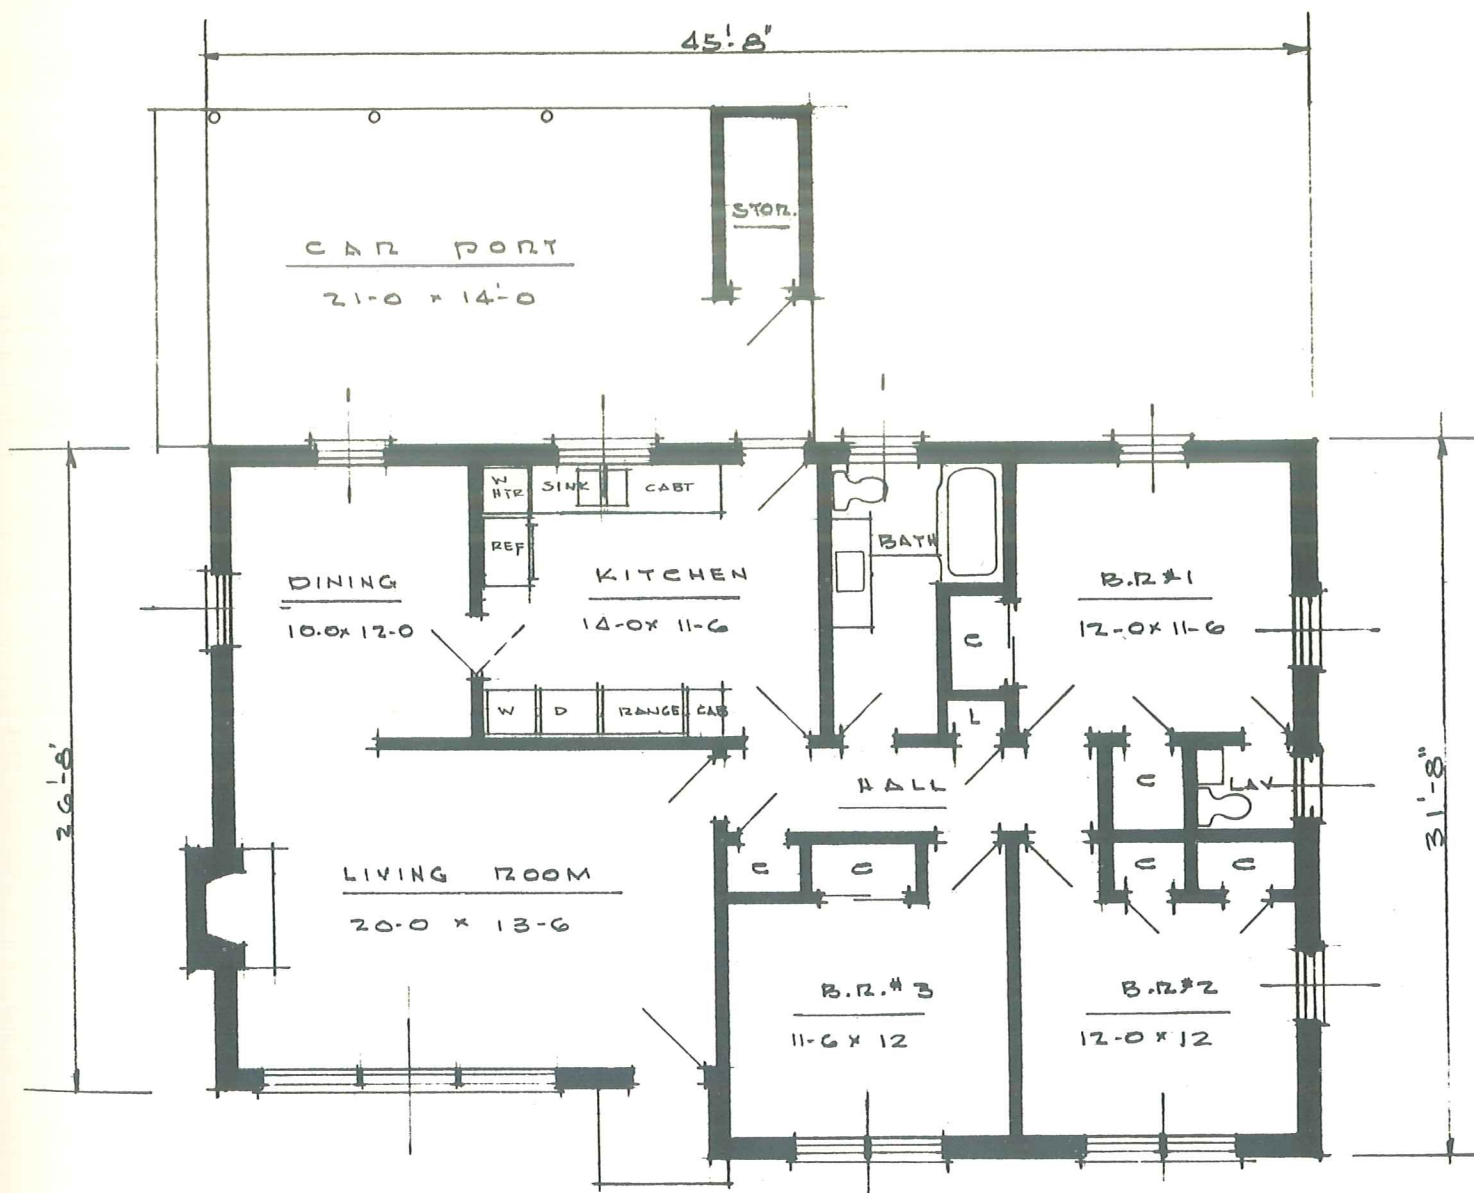 45'-8"
STOR.
CAR PORT
21-0 x 14'-0
W HTR
SINK
CABT
REF
BATH
DINING
10.0 x 12-0
KITCHEN
14-0 x 11-6
B.R #1
12-0 x 11-6
C
W
D
RANGE
CAB
L
HALL
C
LAV
26'-8'
31'-8"
LIVING ROOM
20-0 x 13-6
C
C
C
C
B.R. #3
11-6 x 12
B.R #2
12-0 x 12